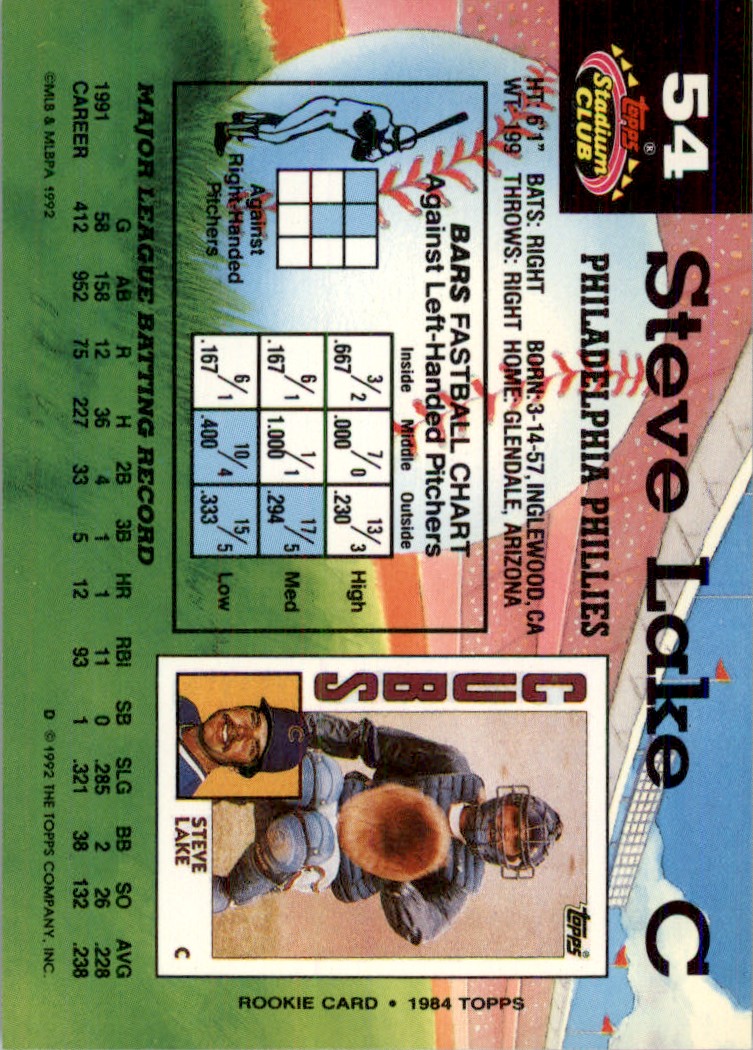 54 Steve Lake C
TOPPS®
Stadium
CLUB
PHILADELPHIA PHILLIES
HT: 6'1" BATS: RIGHT BORN: 3-14-57, INGLEWOOD, CA
WT: 199 THROWS: RIGHT HOME: GLENDALE, ARIZONA
BARS FASTBALL CHART
Against Left-Handed Pitchers
Inside Middle Outside
3/2 7/0 13/3 High
.667 .000 .230
6/1 1/1 17/5 Med
.167 1.000 .294
6/1 10/4 15/5 Low
.167 .400 .333
Against
Right-Handed
Pitchers
CUBS
topps®
C
STEVE
LAKE
C
ROOKIE CARD • 1984 TOPPS
MAJOR LEAGUE BATTING RECORD
G AB R H 2B 3B HR RBI SB SLG BB SO AVG
1991 58 158 12 36 4 1 1 11 0 .285 2 26 .228
CAREER 412 952 75 227 33 5 12 93 1 .321 38 132 .238
©MLB & MLBPA 1992
D ©1992 THE TOPPS COMPANY, INC.